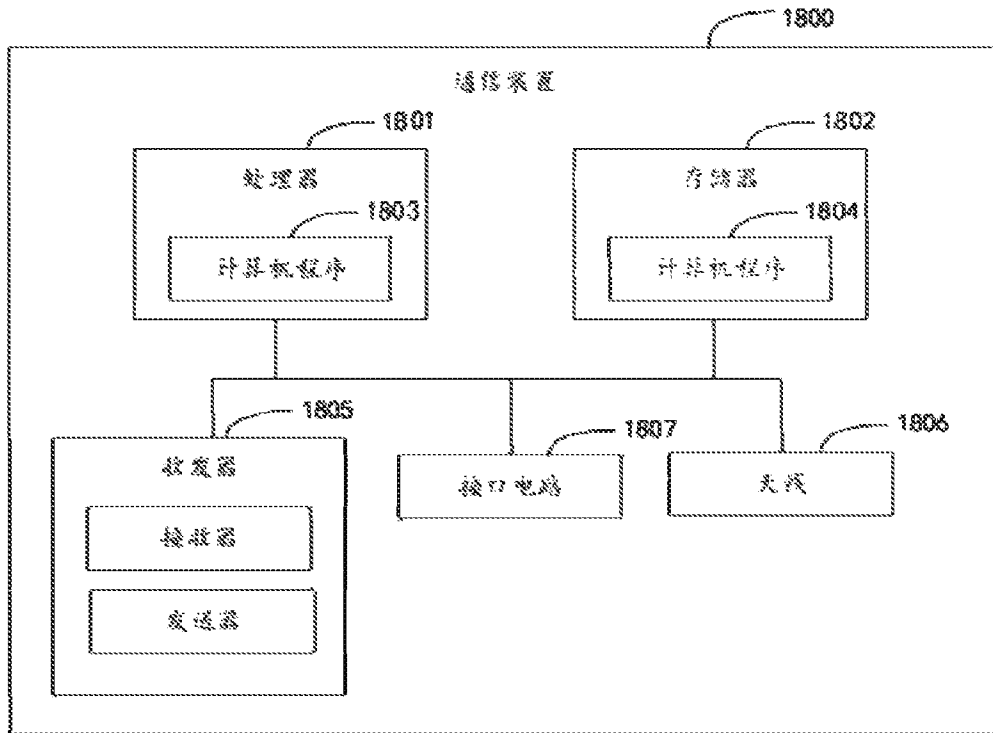 1800
通信装置
1801
1802
处理器
存储器
1803
1804
计算机程序
计算机程序
1805
1807
1806
收发器
接口电路
天线
接收器
发送器